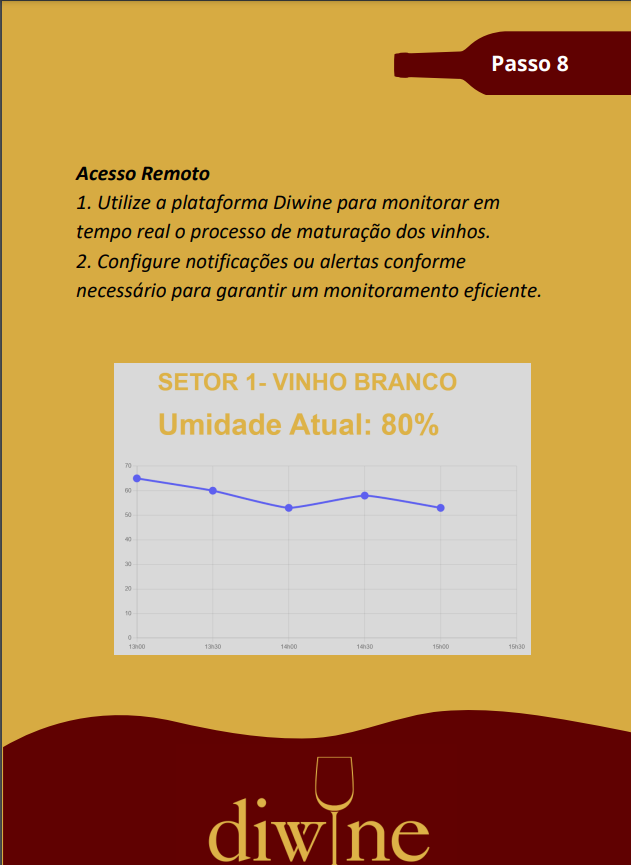 Passo 8
Acesso Remoto
1. Utilize a plataforma Diwine para monitorar em
tempo real o processo de maturação dos vinhos.
2. Configure notificações ou alertas conforme
necessário para garantir um monitoramento eficiente.
SETOR 1- VINHO BRANCO
Umidade Atual: 80%
70
60
50
40
30
20
10
0
13h00 13h30 14h00 14h30 15h00 15h30
diwine